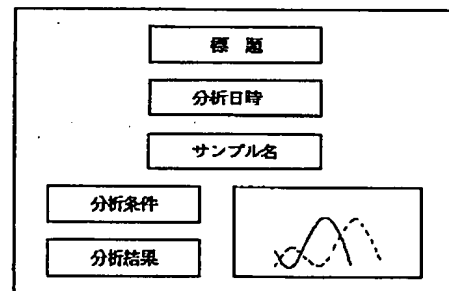 標題
分析日時
サンプル名
分析条件
分析結果